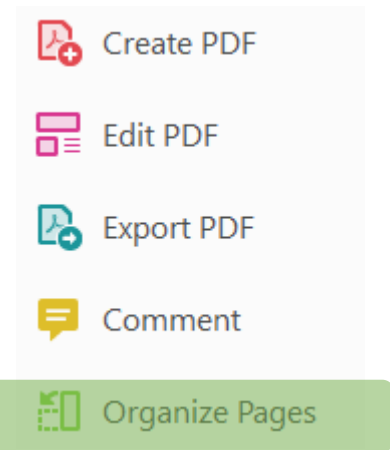 Create PDF
Edit PDF
Export PDF
Comment
Organize Pages